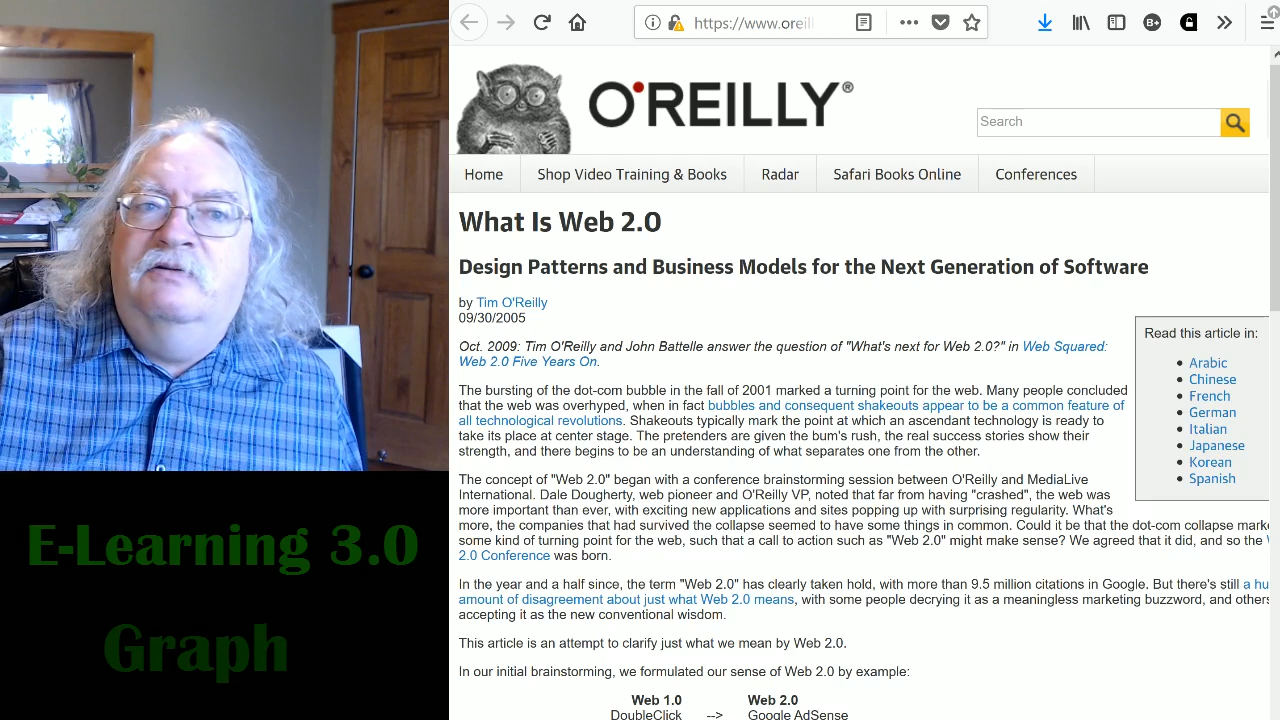 https://www.oreil
O'REILLY®
Search
Home
Shop Video Training & Books
Radar
Safari Books Online
Conferences
What Is Web 2.0
Design Patterns and Business Models for the Next Generation of Software
by Tim O'Reilly
09/30/2005
Read this article in:
Arabic
Chinese
French
German
Italian
Japanese
Korean
Spanish
Oct. 2009: Tim O'Reilly and John Battelle answer the question of "What's next for Web 2.0?" in Web Squared:
Web 2.0 Five Years On.
The bursting of the dot-com bubble in the fall of 2001 marked a turning point for the web. Many people concluded
that the web was overhyped, when in fact bubbles and consequent shakeouts appear to be a common feature of
all technological revolutions. Shakeouts typically mark the point at which an ascendant technology is ready to
take its place at center stage. The pretenders are given the bum's rush, the real success stories show their
strength, and there begins to be an understanding of what separates one from the other.
The concept of "Web 2.0" began with a conference brainstorming session between O'Reilly and MediaLive
International. Dale Dougherty, web pioneer and O'Reilly VP, noted that far from having "crashed", the web was
more important than ever, with exciting new applications and sites popping up with surprising regularity. What's
more, the companies that had survived the collapse seemed to have some things in common. Could it be that the dot-com collapse mark
some kind of turning point for the web, such that a call to action such as "Web 2.0" might make sense? We agreed that it did, and so the
2.0 Conference was born.
In the year and a half since, the term "Web 2.0" has clearly taken hold, with more than 9.5 million citations in Google. But there's still a hu
amount of disagreement about just what Web 2.0 means, with some people decrying it as a meaningless marketing buzzword, and others
accepting it as the new conventional wisdom.
This article is an attempt to clarify just what we mean by Web 2.0.
In our initial brainstorming, we formulated our sense of Web 2.0 by example:
Web 1.0 Web 2.0
DoubleClick --> Google AdSense
E-Learning 3.0
Graph
B+